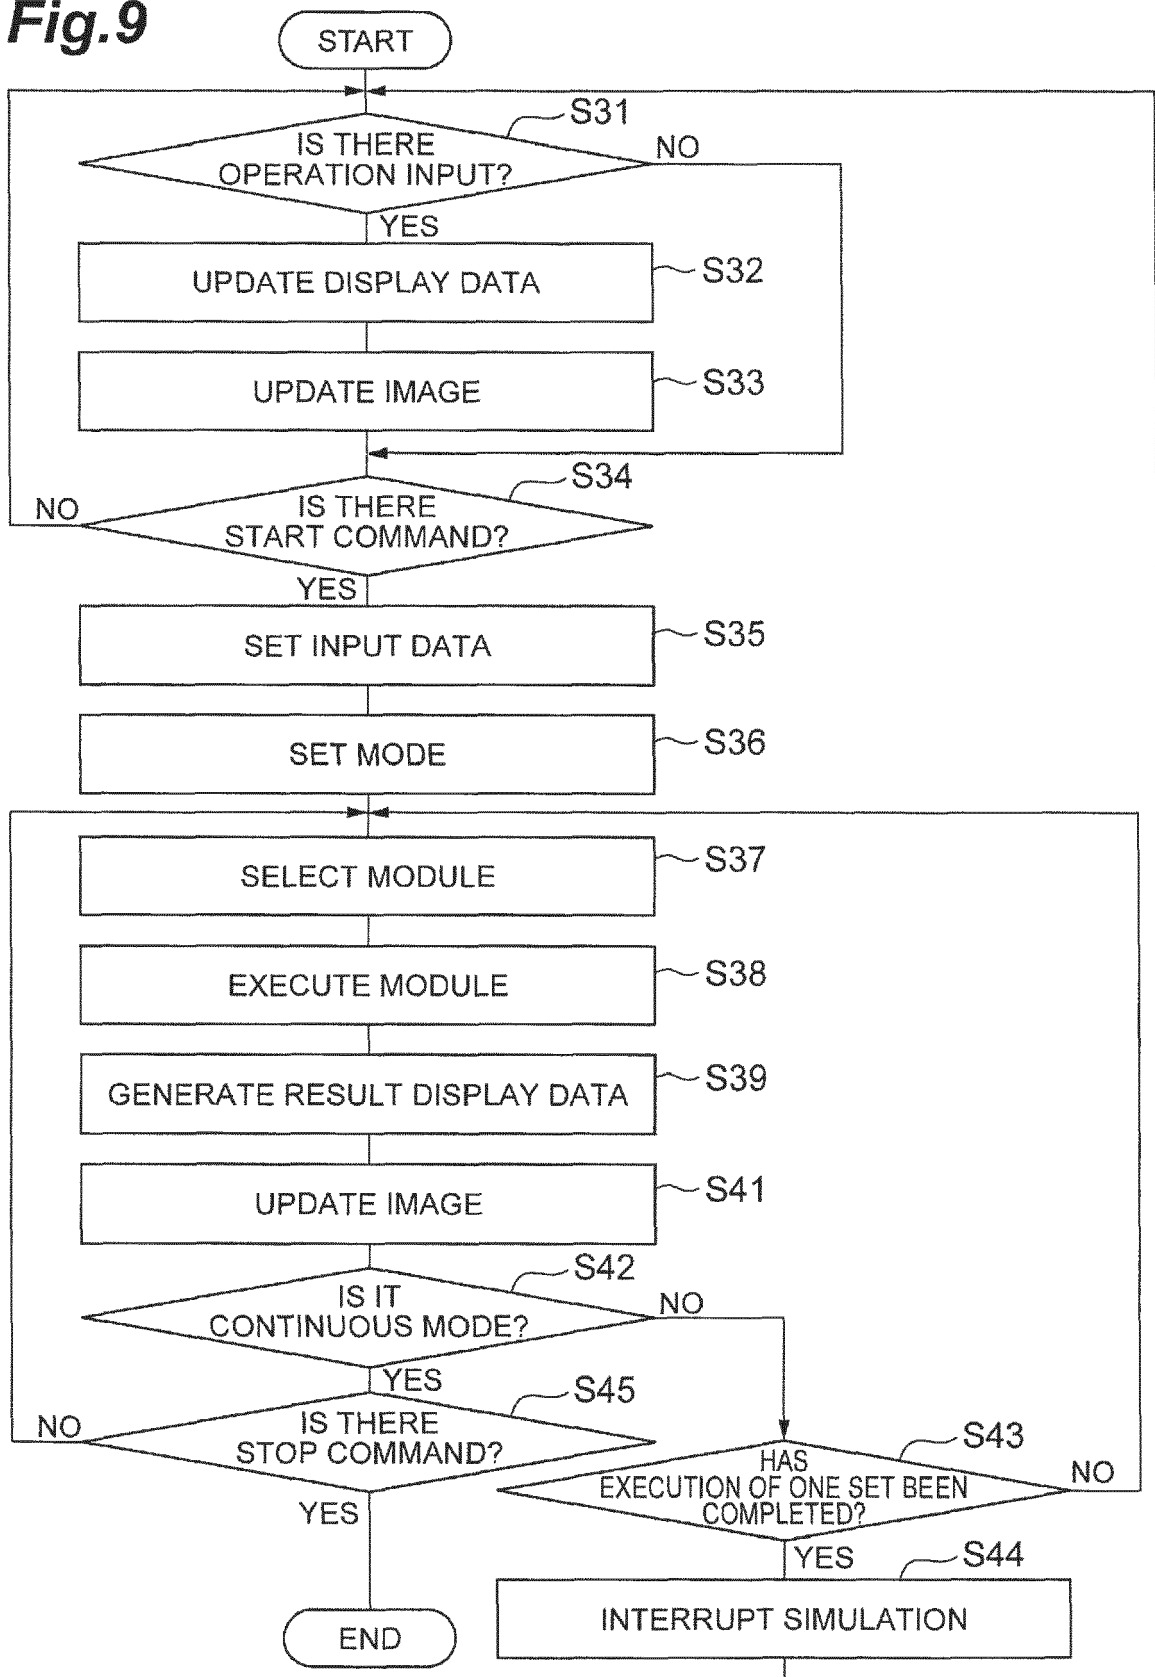 Fig.9
START
S31
IS THERE
OPERATION INPUT?
NO
YES
UPDATE DISPLAY DATA
S32
UPDATE IMAGE
S33
S34
NO
IS THERE
START COMMAND?
YES
SET INPUT DATA
S35
SET MODE
S36
SELECT MODULE
S37
EXECUTE MODULE
S38
GENERATE RESULT DISPLAY DATA
S39
UPDATE IMAGE
S41
S42
IS IT
CONTINUOUS MODE?
NO
YES
S45
NO
IS THERE
STOP COMMAND?
YES
S43
HAS
EXECUTION OF ONE SET BEEN
COMPLETED?
NO
YES
S44
INTERRUPT SIMULATION
END